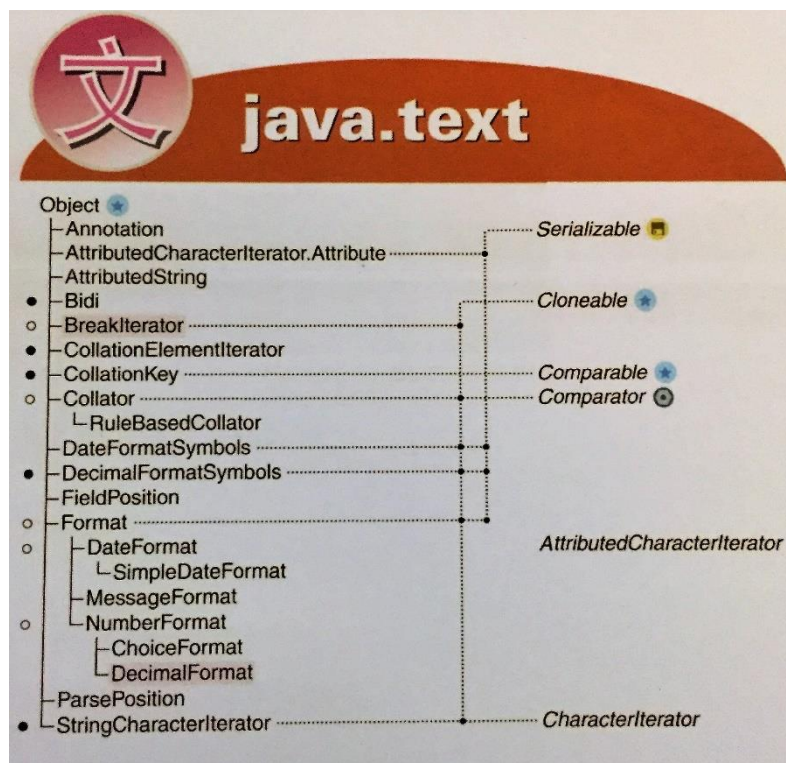 文
java.text
Object
Annotation Serializable
AttributedCharacterIterator.Attribute
AttributedString
Bidi Cloneable
BreakIterator
CollationElementIterator
CollationKey Comparable
Collator Comparator
RuleBasedCollator
DateFormatSymbols
DecimalFormatSymbols
FieldPosition
Format
DateFormat AttributedCharacterIterator
SimpleDateFormat
MessageFormat
NumberFormat
ChoiceFormat
DecimalFormat
ParsePosition
StringCharacterIterator CharacterIterator